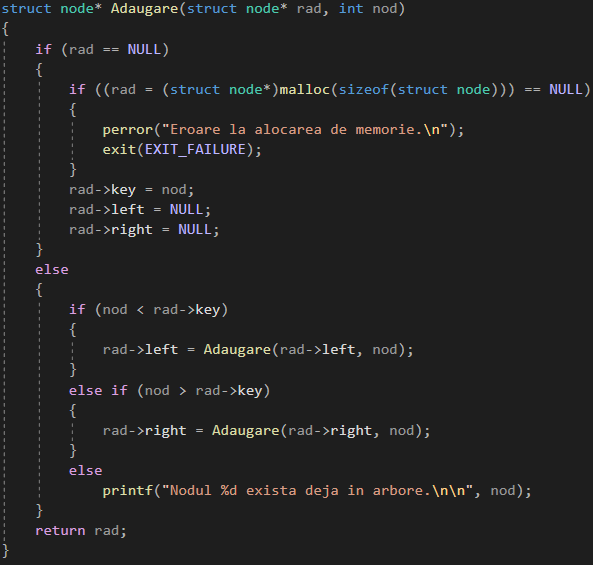 struct node* Adaugare(struct node* rad, int nod)
{
if (rad == NULL)
{
if ((rad = (struct node*)malloc(sizeof(struct node))) == NULL)
{
perror("Eroare la alocarea de memorie.\n");
exit(EXIT_FAILURE);
}
rad->key = nod;
rad->left = NULL;
rad->right = NULL;
}
else
{
if (nod < rad->key)
{
rad->left = Adaugare(rad->left, nod);
}
else if (nod > rad->key)
{
rad->right = Adaugare(rad->right, nod);
}
else
printf("Nodul %d exista deja in arbore.\n\n", nod);
}
return rad;
}